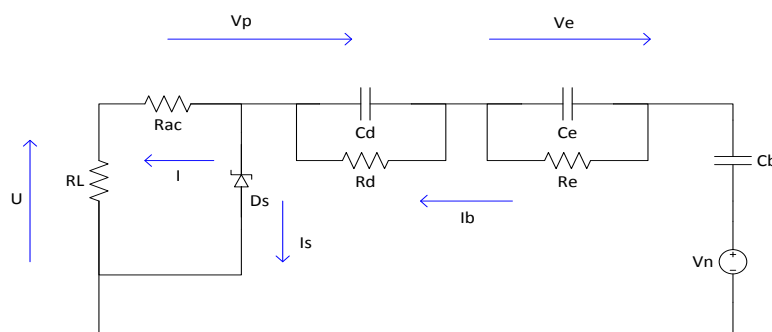 Vp
Ve
Rac
Cd
Ce
U
RL
I
Ds
Rd
Re
Cb
Is
Ib
Vn
+
−